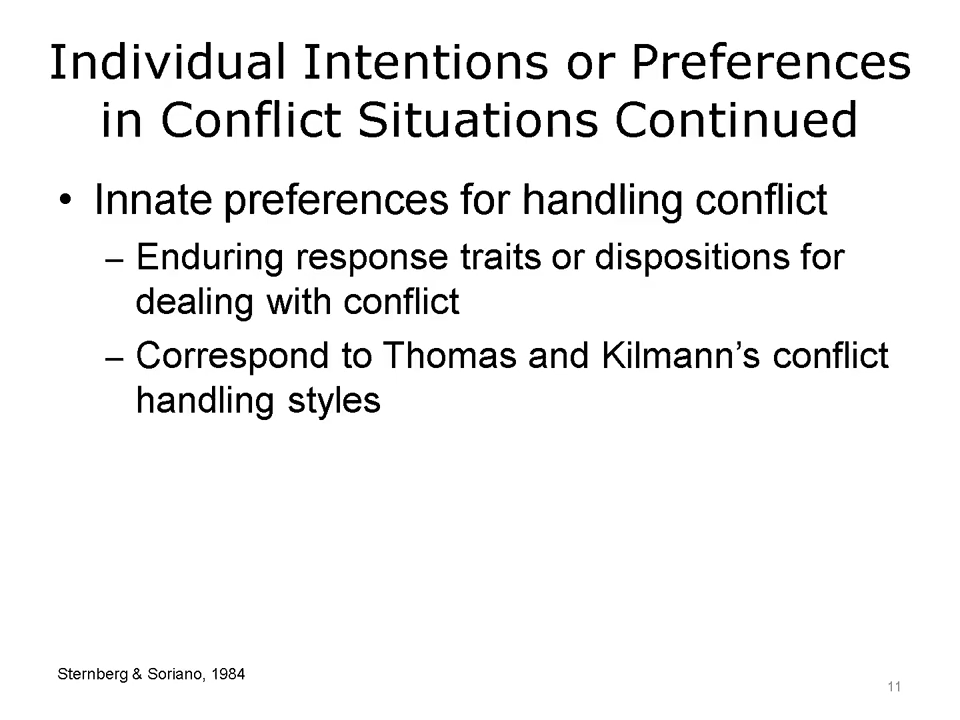 Individual Intentions or Preferences
in Conflict Situations Continued
• Innate preferences for handling conflict
– Enduring response traits or dispositions for
dealing with conflict
– Correspond to Thomas and Kilmann’s conflict
handling styles
Sternberg & Soriano, 1984
11